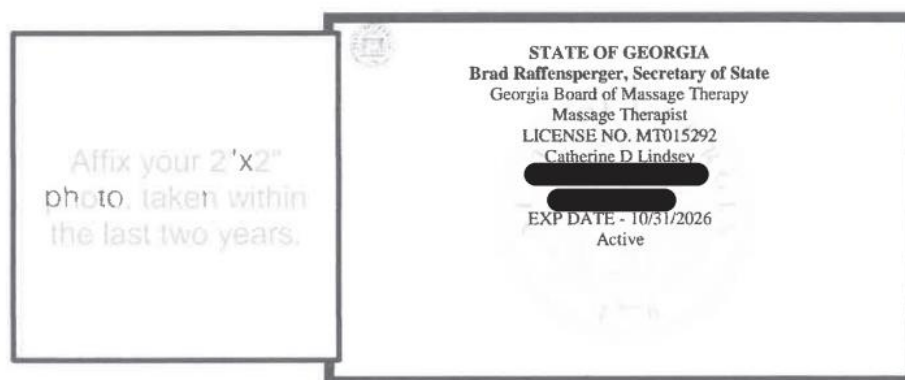 Affix your 2"x2"
photo, taken within
the last two years.
STATE OF GEORGIA
Brad Raffensperger, Secretary of State
Georgia Board of Massage Therapy
Massage Therapist
LICENSE NO. MT015292
Catherine D Lindsey
EXP DATE - 10/31/2026
Active